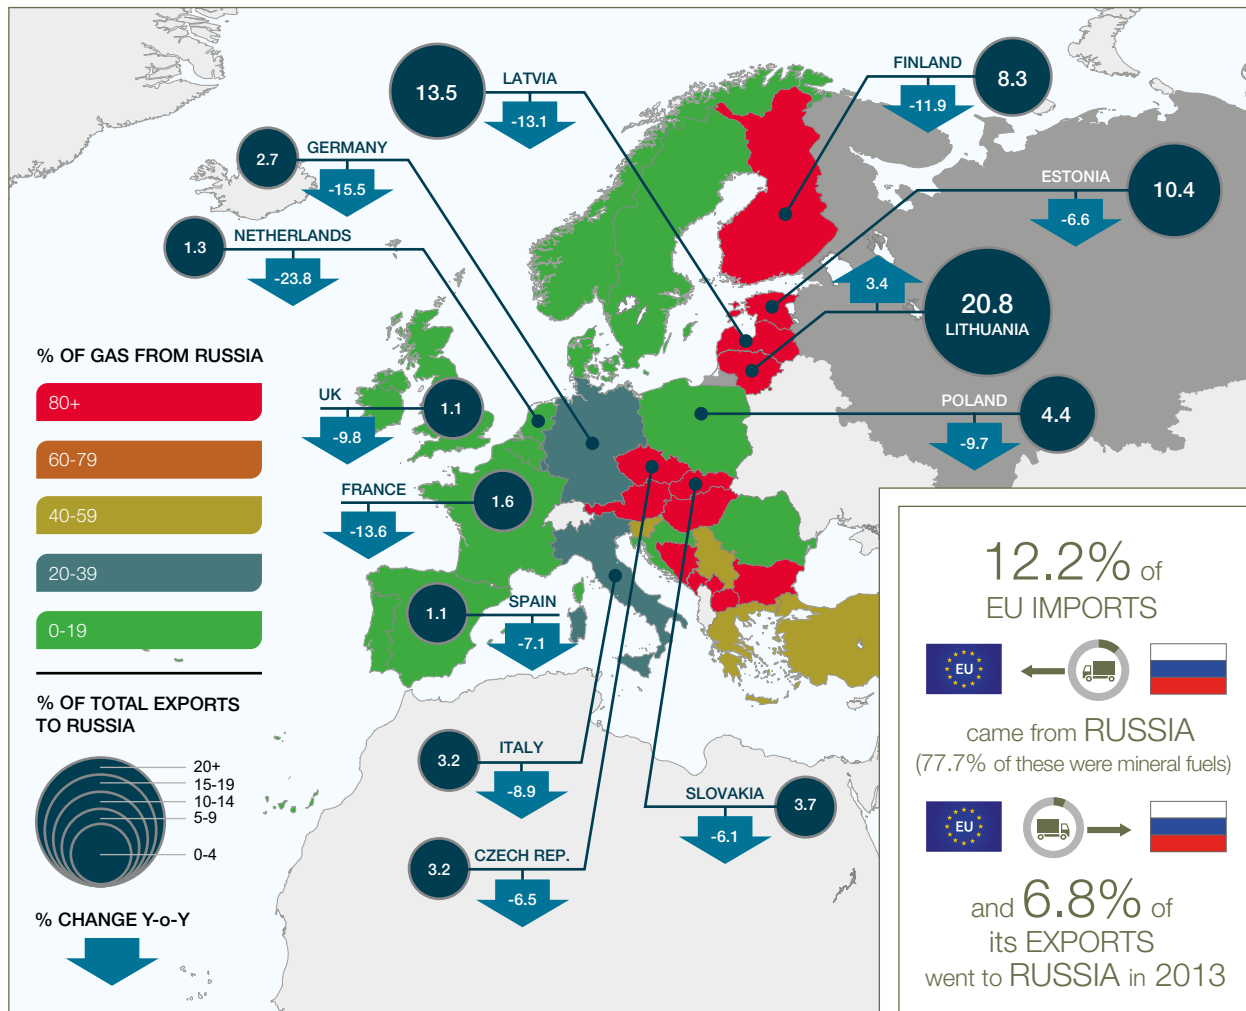 13.5
LATVIA
-13.1
FINLAND
8.3
-11.9
2.7
GERMANY
-15.5
ESTONIA
10.4
-6.6
1.3
NETHERLANDS
-23.8
3.4
20.8
LITHUANIA
% OF GAS FROM RUSSIA
80+
60-79
40-59
20-39
0-19
UK
1.1
-9.8
POLAND
4.4
-9.7
FRANCE
1.6
-13.6
1.1
SPAIN
-7.1
% OF TOTAL EXPORTS
TO RUSSIA
20+
15-19
10-14
5-9
0-4
% CHANGE Y-o-Y
3.2
ITALY
-8.9
SLOVAKIA
3.7
-6.1
3.2
CZECH REP.
-6.5
12.2% of
EU IMPORTS
EU
came from RUSSIA
(77.7% of these were mineral fuels)
EU
and 6.8% of
its EXPORTS
went to RUSSIA in 2013